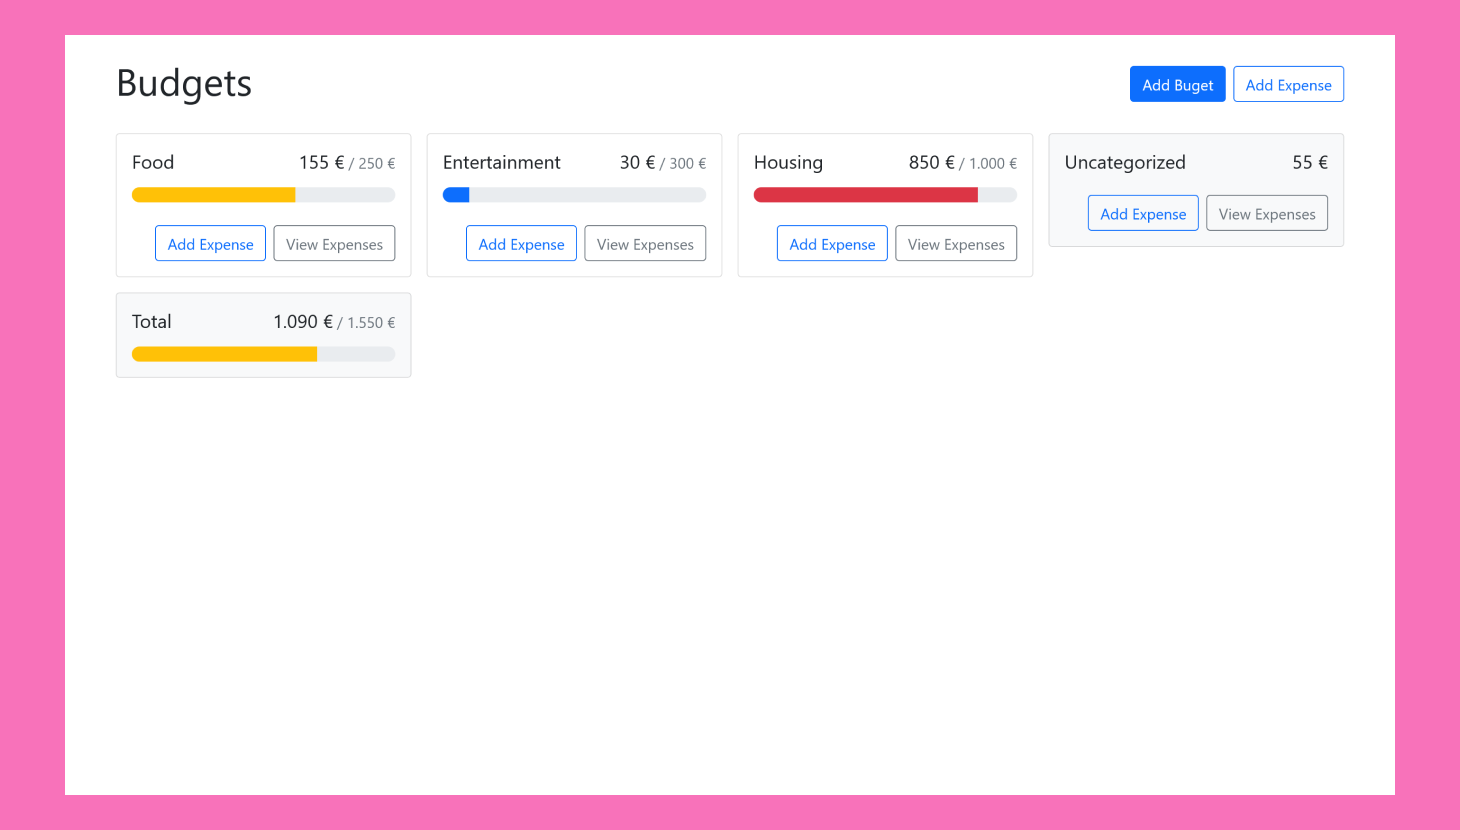 Budgets
Add Buget
Add Expense
Food 155 € / 250 €
Add Expense View Expenses
Entertainment 30 € / 300 €
Add Expense View Expenses
Housing 850 € / 1.000 €
Add Expense View Expenses
Uncategorized 55 €
Add Expense View Expenses
Total 1.090 € / 1.550 €